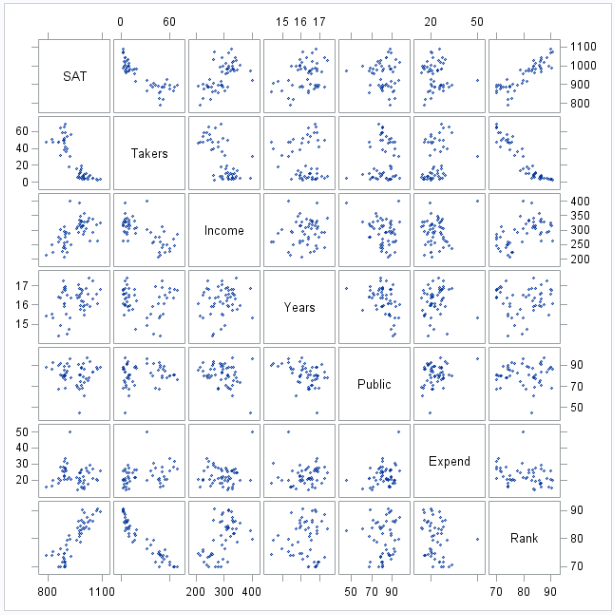 0 60 15 16 17 20 50
SAT
1100
1000
900
800
60
40
20
0
Takers
Income
400
350
300
250
200
17
16
15
Years
Public
90
70
50
50
40
30
20
Expend
Rank
90
80
70
800 1100 200 300 400 50 70 90 70 80 90